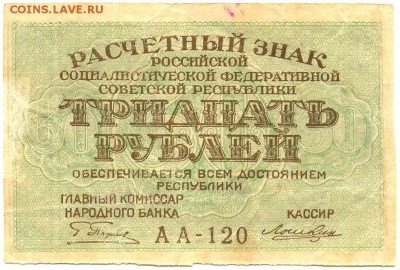 COINS.LAVE.RU
РАСЧЕТНЫЙ ЗНАК
РОССИЙСКОЙ
СОЦИАЛИСТИЧЕСКОЙ ФЕДЕРАТИВНОЙ
СОВЕТСКОЙ РЕСПУБЛИКИ
ТРИДЦАТЬ
РУБЛЕЙ
ОБЕСПЕЧИВАЕТСЯ ВСЕМ ДОСТОЯНИЕМ
РЕСПУБЛИКИ
ГЛАВНЫЙ КОМИССАР
НАРОДНОГО БАНКА КАССИР
АА-120